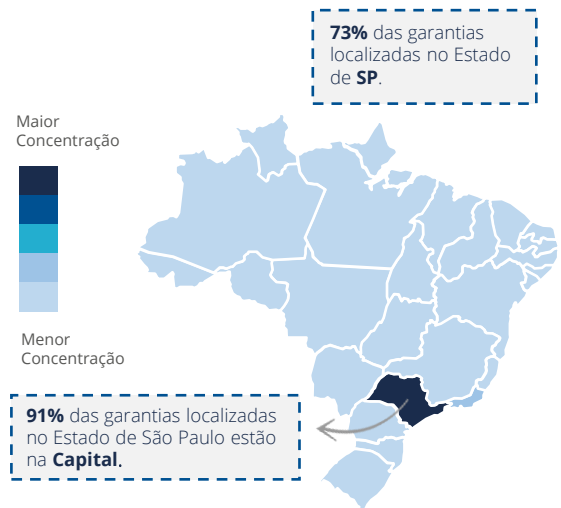 73% das garantias
localizadas no Estado
de SP.
Maior
Concentração
Menor
Concentração
91% das garantias localizadas
no Estado de São Paulo estão
na Capital.